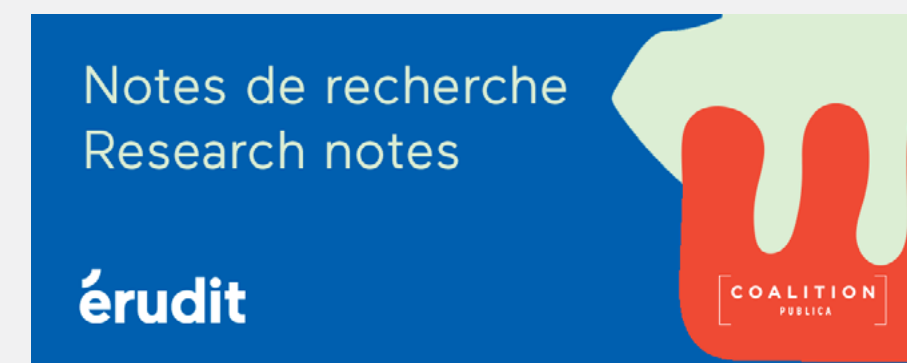 Notes de recherche
Research notes
érudit
COALITION
PUBLICA